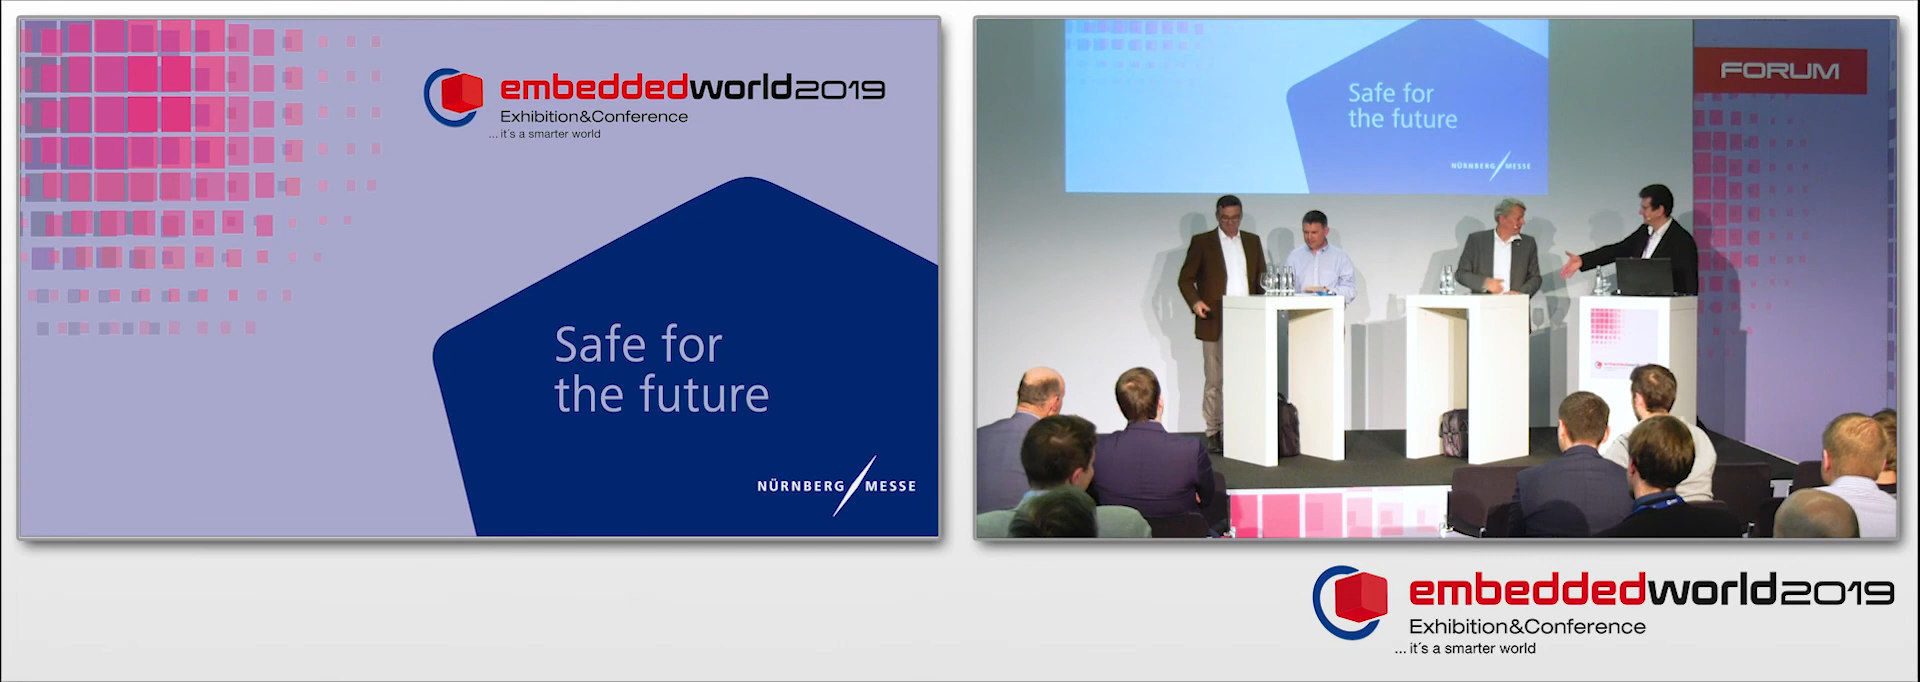 embeddedworld2019
Exhibition&Conference
... it´s a smarter world
Safe for
the future
NÜRNBERG MESSE
FORUM
Safe for
the future
NÜRNBERG MESSE
embeddedworld2019
Exhibition&Conference
... it´s a smarter world